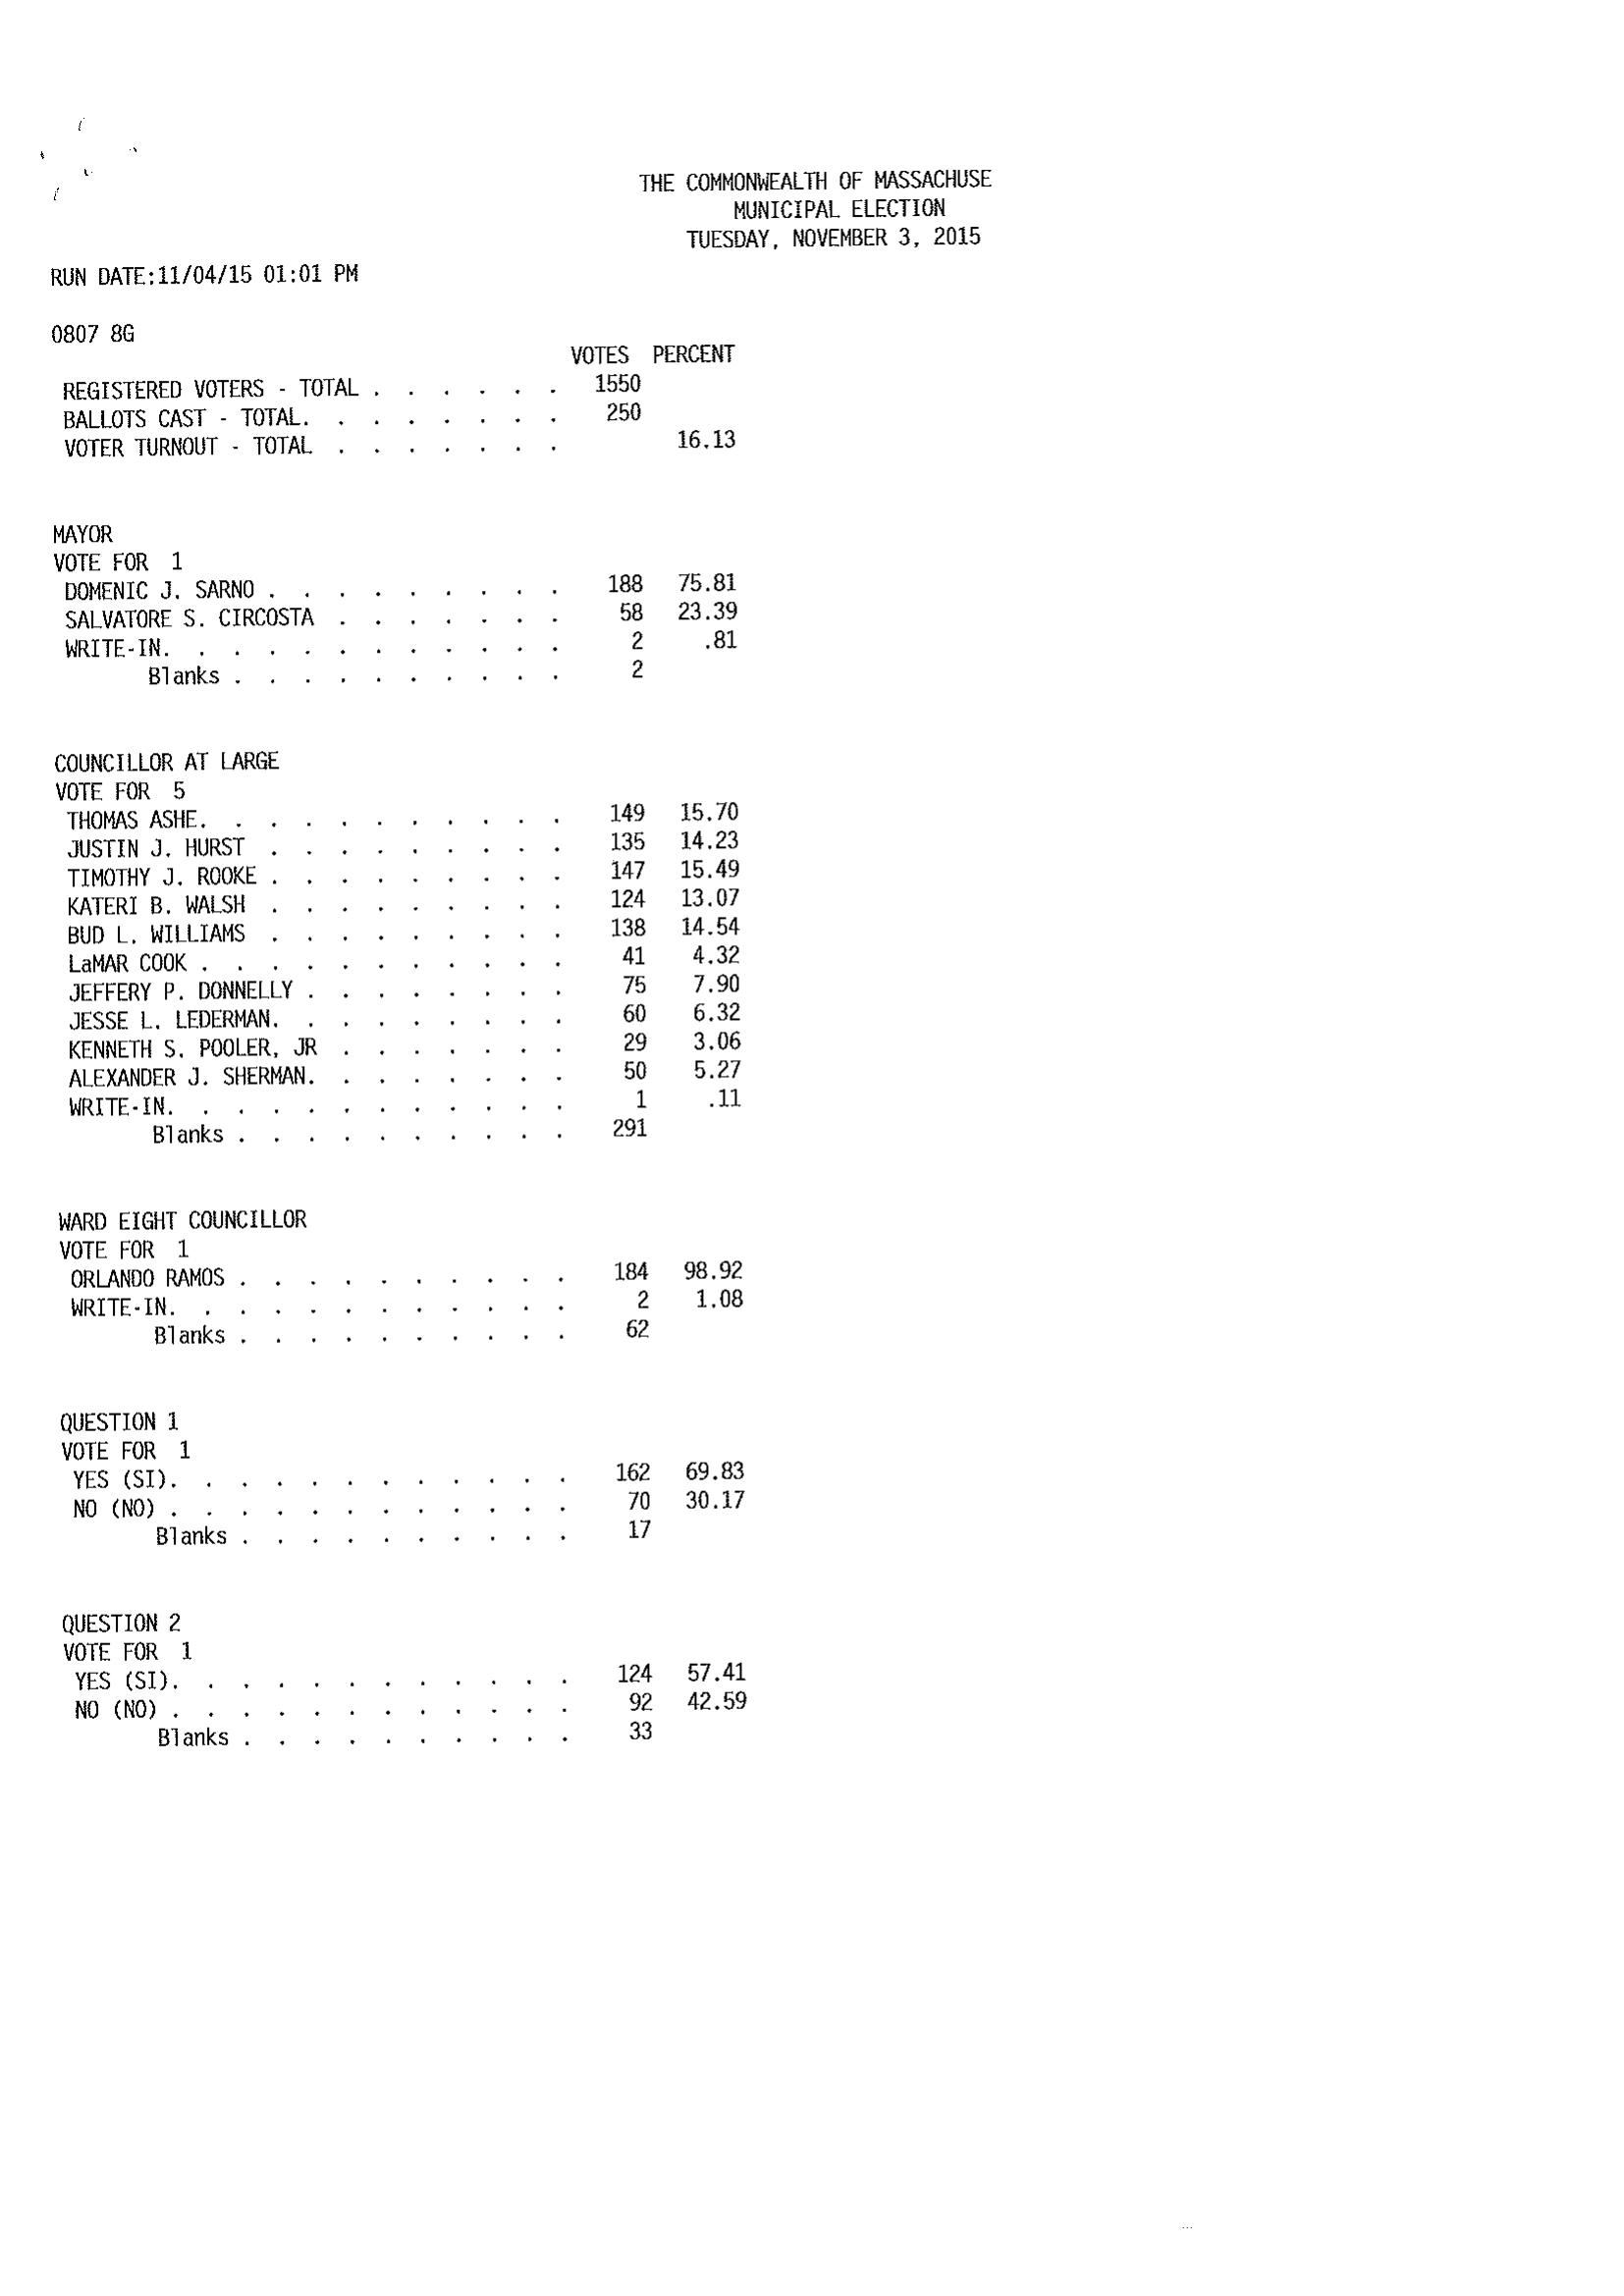 THE COMMONWEALTH OF MASSACHUSE
MUNICIPAL ELECTION
TUESDAY, NOVEMBER 3, 2015
RUN DATE:11/04/15 01:01 PM
0807 8G
VOTES PERCENT
REGISTERED VOTERS - TOTAL . . . . . . 1550
BALLOTS CAST - TOTAL. . . . . . . . 250
VOTER TURNOUT - TOTAL . . . . . . . 16.13
MAYOR
VOTE FOR 1
DOMENIC J. SARNO . . . . . . . . . 188 75.81
SALVATORE S. CIRCOSTA . . . . . . . 58 23.39
WRITE-IN. . . . . . . . . . . . 2 .81
Blanks . . . . . . . . . . 2
COUNCILLOR AT LARGE
VOTE FOR 5
THOMAS ASHE. . . . . . . . . . . 149 15.70
JUSTIN J. HURST . . . . . . . . . 135 14.23
TIMOTHY J. ROOKE . . . . . . . . . 147 15.49
KATERI B. WALSH . . . . . . . . . 124 13.07
BUD L. WILLIAMS . . . . . . . . . 138 14.54
LaMAR COOK . . . . . . . . . . . 41 4.32
JEFFERY P. DONNELLY . . . . . . . . 75 7.90
JESSE L. LEDERMAN. . . . . . . . . 60 6.32
KENNETH S. POOLER, JR . . . . . . . 29 3.06
ALEXANDER J. SHERMAN. . . . . . . . 50 5.27
WRITE-IN. . . . . . . . . . . . 1 .11
Blanks . . . . . . . . . . 291
WARD EIGHT COUNCILLOR
VOTE FOR 1
ORLANDO RAMOS . . . . . . . . . . 184 98.92
WRITE-IN. . . . . . . . . . . . 2 1.08
Blanks . . . . . . . . . . 62
QUESTION 1
VOTE FOR 1
YES (SI). . . . . . . . . . . . 162 69.83
NO (NO) . . . . . . . . . . . . 70 30.17
Blanks . . . . . . . . . . 17
QUESTION 2
VOTE FOR 1
YES (SI). . . . . . . . . . . . 124 57.41
NO (NO) . . . . . . . . . . . . 92 42.59
Blanks . . . . . . . . . . 33